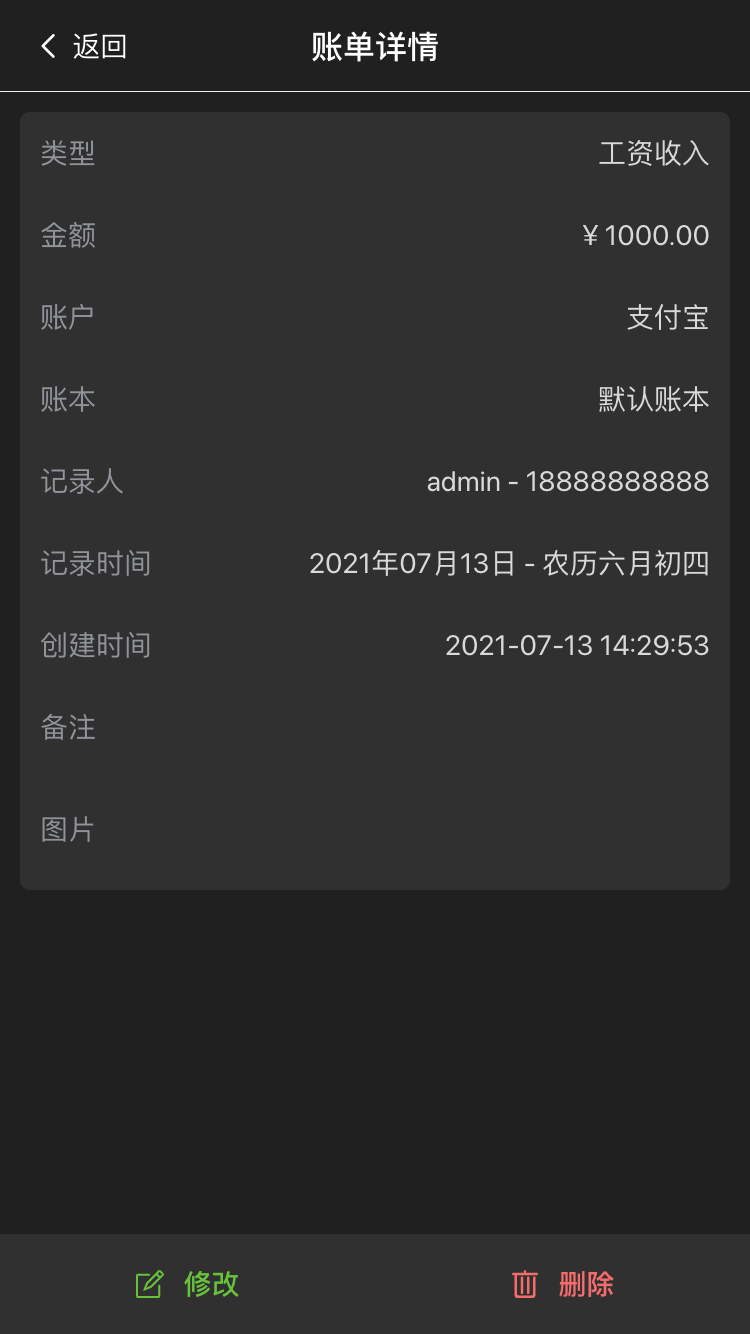 返回
账单详情
类型 工资收入
金额 ¥ 1000.00
账户 支付宝
账本 默认账本
记录人 admin - 18888888888
记录时间 2021年07月13日 - 农历六月初四
创建时间 2021-07-13 14:29:53
备注
图片
修改 删除